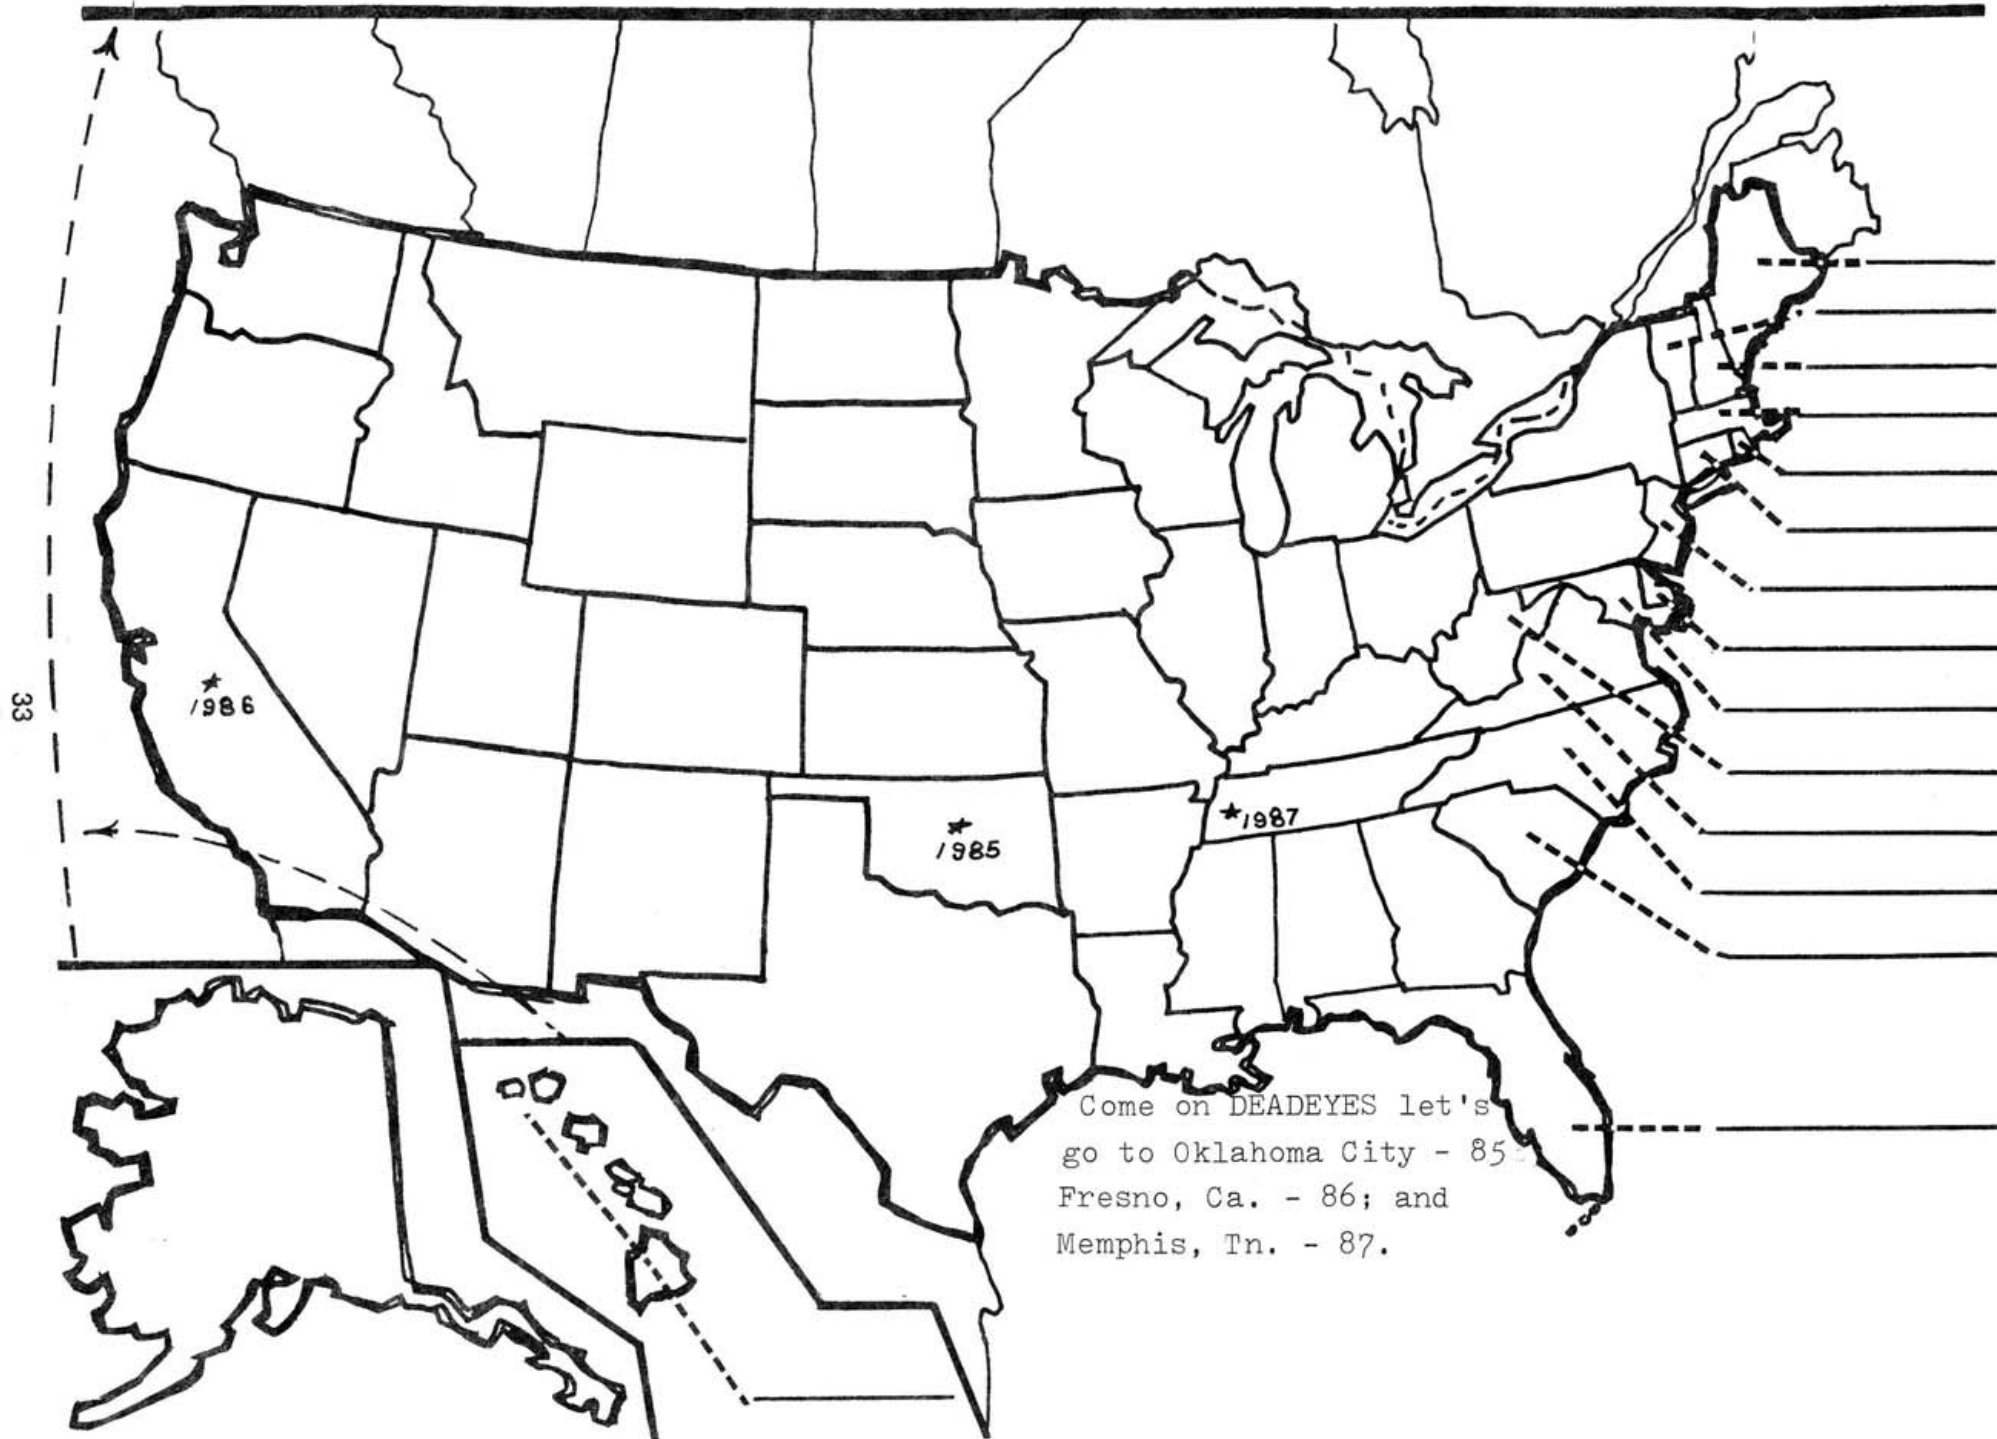 33
1986
1985
1987
Come on DEADEYES let's
go to Oklahoma City - 85
Fresno, Ca. - 86; and
Memphis, Tn. - 87.